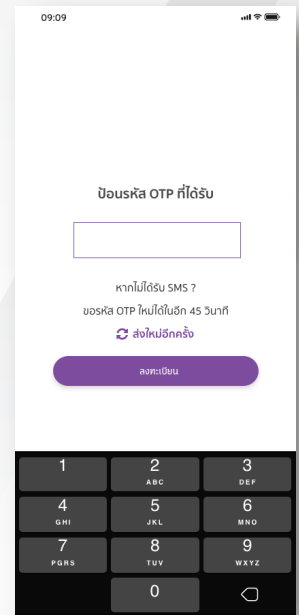 09:09
ป้อนรหัส OTP ที่ได้รับ
หากไม่ได้รับ SMS ?
ขอรหัส OTP ใหม่ได้ในอีก 45 วินาที
ส่งใหม่อีกครั้ง
ลงทะเบียน
1 2 3
ABC DEF
4 5 6
GHI JKL MNO
7 8 9
PGRS TUV WXYZ
0